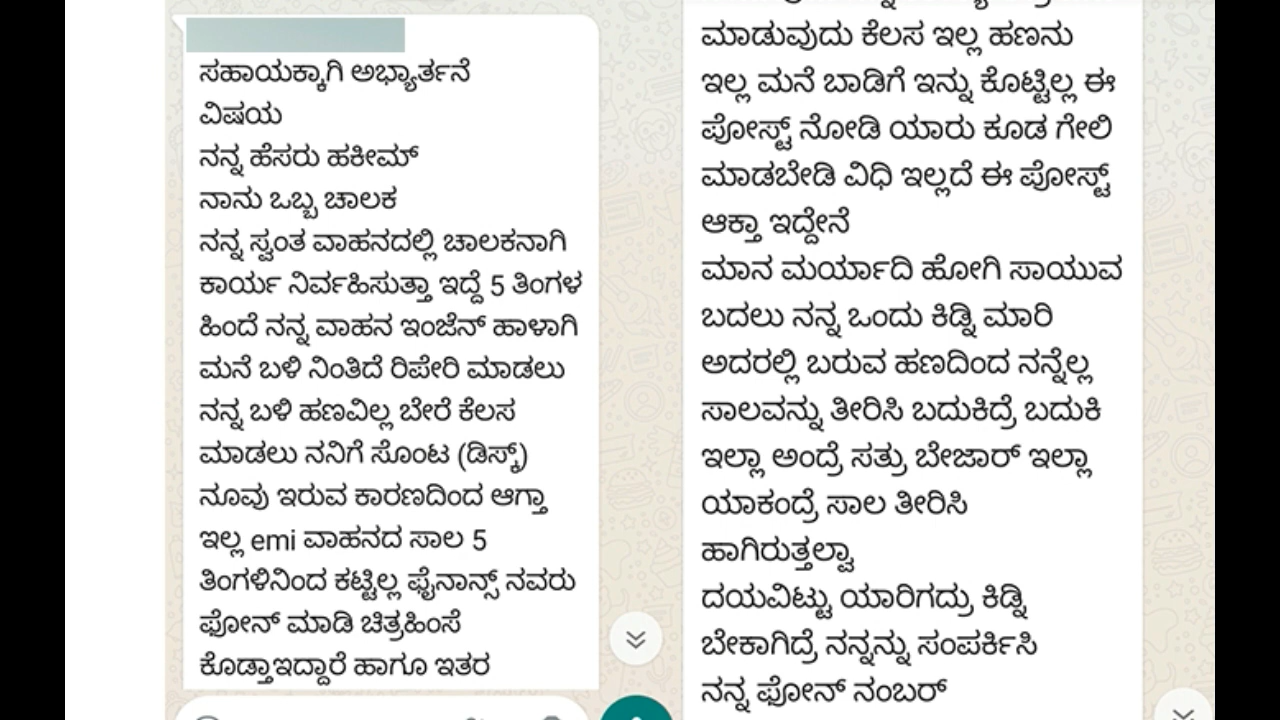 ಸಹಾಯಕ್ಕಾಗಿ ಅಭ್ಯಾರ್ತನೆ
ವಿಷಯ
ನನ್ನ ಹೆಸರು ಹಕೀಮ್
ನಾನು ಒಬ್ಬ ಚಾಲಕ
ನನ್ನ ಸ್ವಂತ ವಾಹನದಲ್ಲಿ ಚಾಲಕನಾಗಿ
ಕಾರ್ಯ ನಿರ್ವಹಿಸುತ್ತಾ ಇದ್ದೆ 5 ತಿಂಗಳ
ಹಿಂದೆ ನನ್ನ ವಾಹನ ಇಂಜೆನ್ ಹಾಳಾಗಿ
ಮನೆ ಬಳಿ ನಿಂತಿದೆ ರಿಪೇರಿ ಮಾಡಲು
ನನ್ನ ಬಳಿ ಹಣವಿಲ್ಲ ಬೇರೆ ಕೆಲಸ
ಮಾಡಲು ನನಿಗೆ ಸೊಂಟ (ಡಿಸ್ಕ್)
ನೂವು ಇರುವ ಕಾರಣದಿಂದ ಆಗ್ತಾ
ಇಲ್ಲ emi ವಾಹನದ ಸಾಲ 5
ತಿಂಗಳಿನಿಂದ ಕಟ್ಟಿಲ್ಲ ಫೈನಾನ್ಸ್ ನವರು
ಫೋನ್ ಮಾಡಿ ಚಿತ್ರಹಿಂಸೆ
ಕೊಡ್ತಾಇದ್ದಾರೆ ಹಾಗೂ ಇತರ
ಮಾಡುವುದು ಕೆಲಸ ಇಲ್ಲ ಹಣನು
ಇಲ್ಲ ಮನೆ ಬಾಡಿಗೆ ಇನ್ನು ಕೊಟ್ಟಿಲ್ಲ ಈ
ಪೋಸ್ಟ್ ನೋಡಿ ಯಾರು ಕೂಡ ಗೇಲಿ
ಮಾಡಬೇಡಿ ವಿಧಿ ಇಲ್ಲದೆ ಈ ಪೋಸ್ಟ್
ಆಕ್ತಾ ಇದ್ದೇನೆ
ಮಾನ ಮರ್ಯಾದಿ ಹೋಗಿ ಸಾಯುವ
ಬದಲು ನನ್ನ ಒಂದು ಕಿಡ್ನಿ ಮಾರಿ
ಅದರಲ್ಲಿ ಬರುವ ಹಣದಿಂದ ನನ್ನೆಲ್ಲ
ಸಾಲವನ್ನು ತೀರಿಸಿ ಬದುಕಿದ್ರೆ ಬದುಕಿ
ಇಲ್ಲಾ ಅಂದ್ರೆ ಸತ್ರು ಬೇಜಾರ್ ಇಲ್ಲಾ
ಯಾಕಂದ್ರೆ ಸಾಲ ತೀರಿಸಿ
ಹಾಗಿರುತ್ತಲ್ವಾ
ದಯವಿಟ್ಟು ಯಾರಿಗದ್ರು ಕಿಡ್ನಿ
ಬೇಕಾಗಿದ್ರೆ ನನ್ನನ್ನು ಸಂಪರ್ಕಿಸಿ
ನನ್ನ ಫೋನ್ ನಂಬರ್